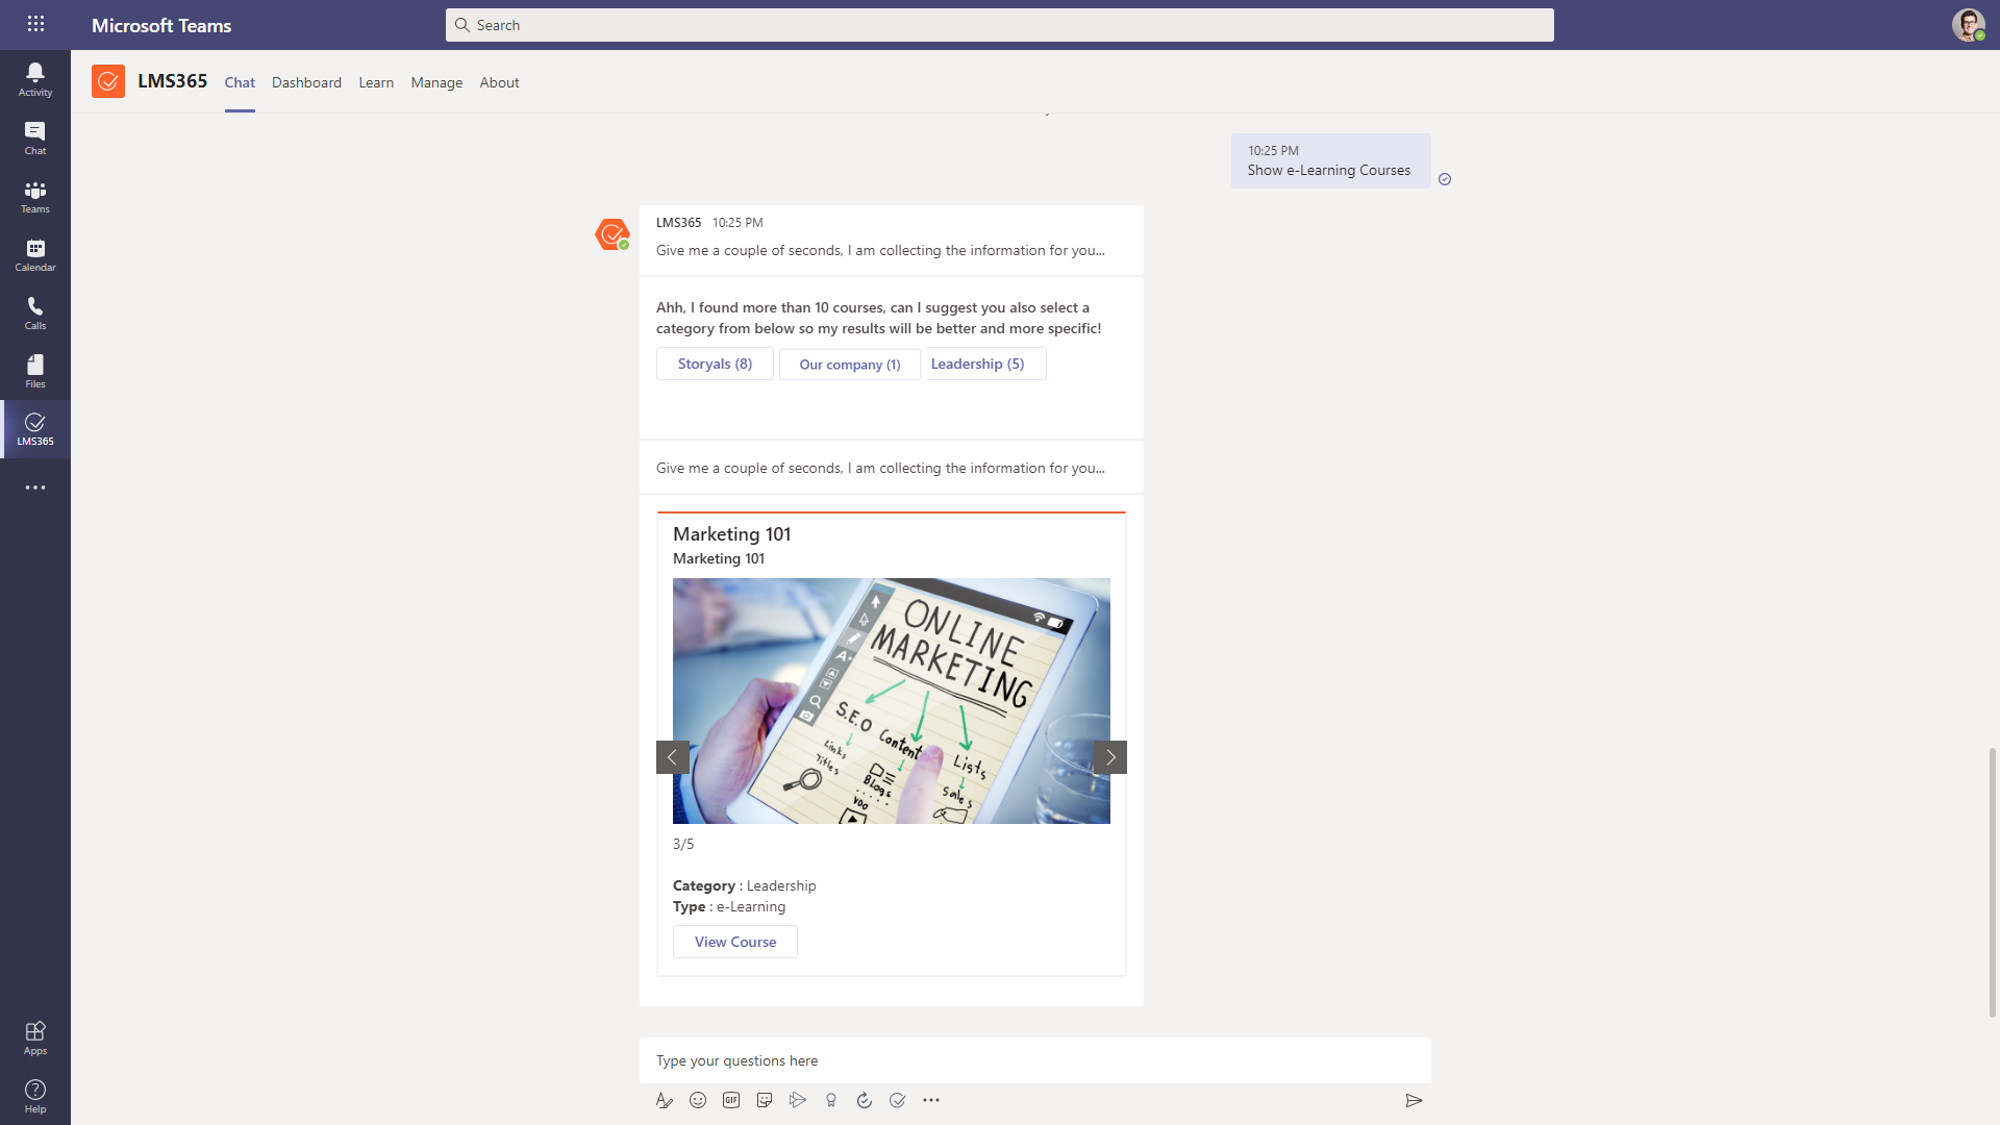 Microsoft Teams
Search
Activity
Chat
Teams
Calendar
Calls
Files
LMS365
Apps
Help
LMS365
Chat
Dashboard
Learn
Manage
About
10:25 PM
Show e-Learning Courses
LMS365 10:25 PM
Give me a couple of seconds, I am collecting the information for you...
Ahh, I found more than 10 courses, can I suggest you also select a
category from below so my results will be better and more specific!
Storyals (8)
Our company (1)
Leadership (5)
Give me a couple of seconds, I am collecting the information for you...
Marketing 101
Marketing 101
ONLINE
MARKETING
S.E.O
Content
Lists
Links
Titles
Blogs
Sales
3/5
Category : Leadership
Type : e-Learning
View Course
Type your questions here
GIF